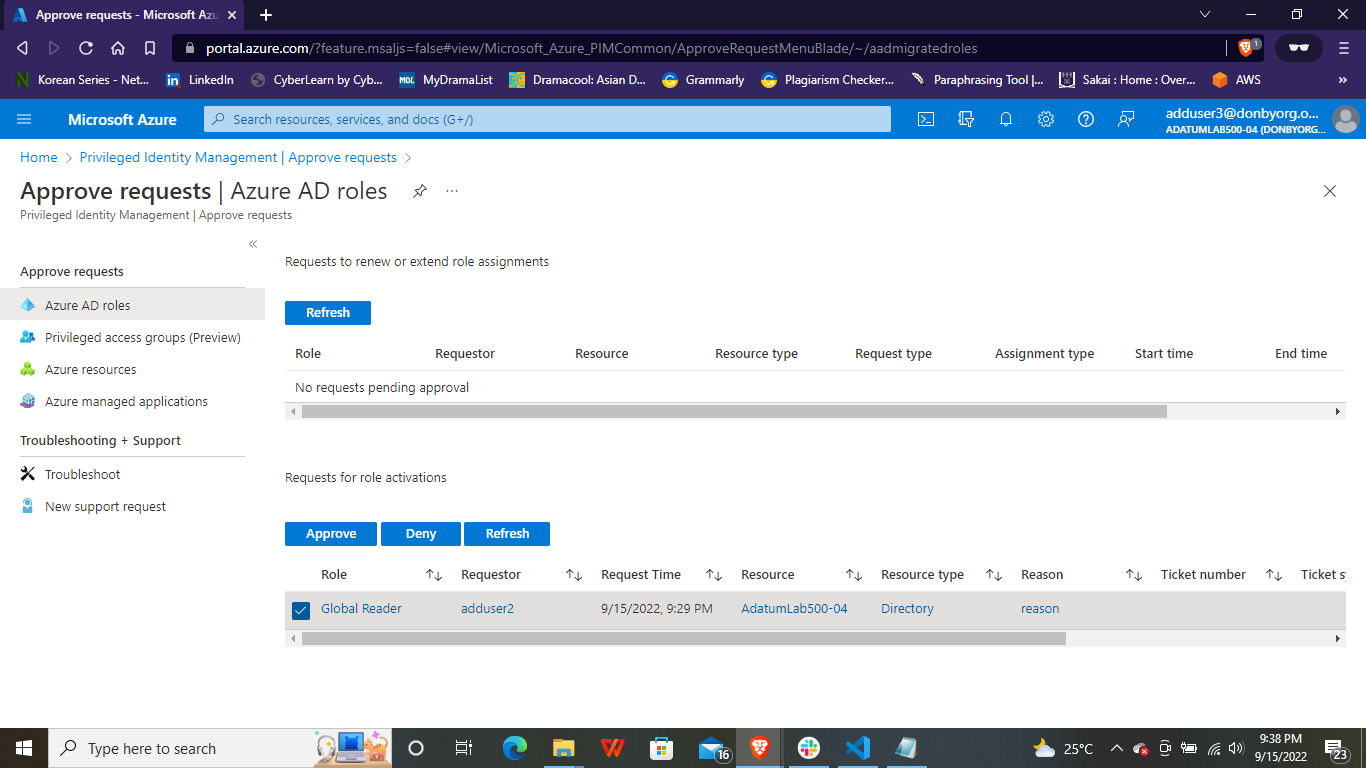 Approve requests - Microsoft Azu
portal.azure.com/?feature.msaljs=false#view/Microsoft_Azure_PIMCommon/ApproveRequestMenuBlade/~/aadmigratedroles
1
Korean Series - Net... LinkedIn CyberLearn by Cyb... MDL MyDramaList Dramacool: Asian D... Grammarly Plagiarism Checker... Paraphrasing Tool |... Sakai : Home : Over... AWS »
Microsoft Azure
Search resources, services, and docs (G+/)
adduser3@donbyorg.o...
ADATUMLAB500-04 (DONBYORG....
Home > Privileged Identity Management | Approve requests >
Approve requests | Azure AD roles ...
Privileged Identity Management | Approve requests
«
Approve requests
Azure AD roles
Privileged access groups (Preview)
Azure resources
Azure managed applications
Troubleshooting + Support
Troubleshoot
New support request
Requests to renew or extend role assignments
Refresh
Role Requestor Resource Resource type Request type Assignment type Start time End time
No requests pending approval
Requests for role activations
Approve Deny Refresh
Role Requestor Request Time Resource Resource type Reason Ticket number Ticket
Global Reader adduser2 9/15/2022, 9:29 PM AdatumLab500-04 Directory reason
Type here to search
16
25°C
9:38 PM
9/15/2022
23